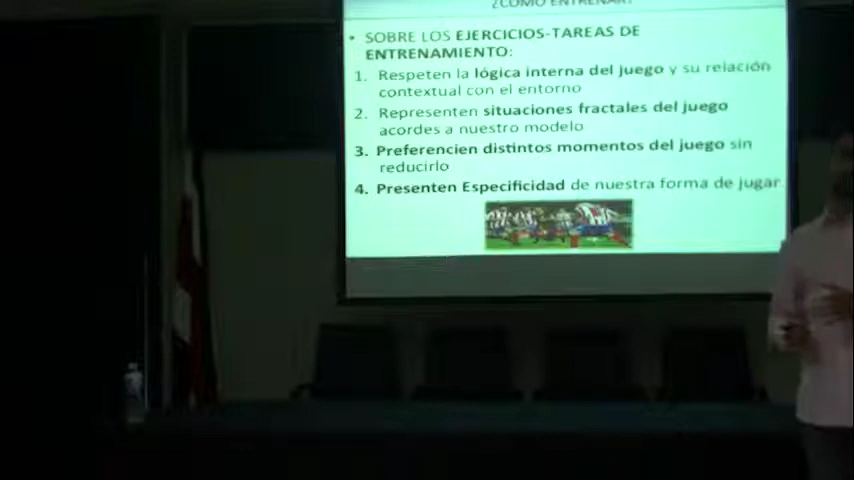 ¿CÓMO ENTRENAR?
• SOBRE LOS EJERCICIOS-TAREAS DE
ENTRENAMIENTO:
1. Respeten la lógica interna del juego y su relación
contextual con el entorno
2. Representen situaciones fractales del juego
acordes a nuestro modelo
3. Preferencien distintos momentos del juego sin
reducirlo
4. Presenten Especificidad de nuestra forma de jugar.